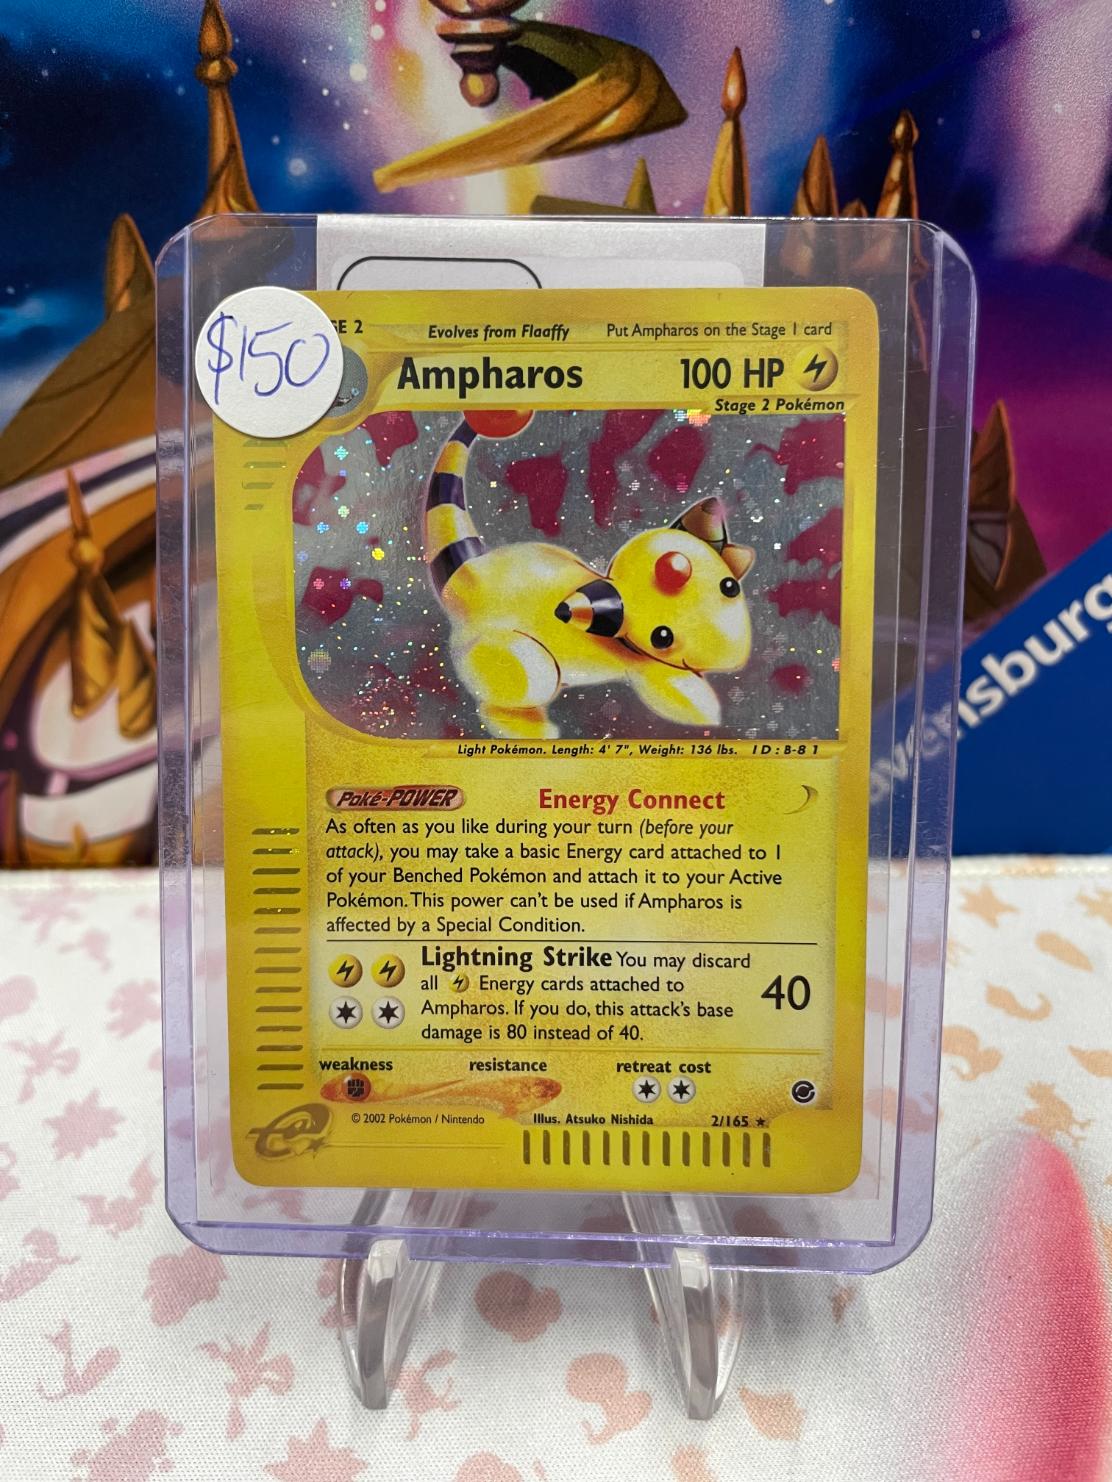 $150
GE 2
Evolves from Flaaffy
Put Ampharos on the Stage 1 card
Ampharos
100 HP
Stage 2 Pokémon
Light Pokémon. Length: 4' 7", Weight: 136 lbs. ID: B-81
Poké-POWER
Energy Connect
As often as you like during your turn (before your
attack), you may take a basic Energy card attached to 1
of your Benched Pokémon and attach it to your Active
Pokémon. This power can't be used if Ampharos is
affected by a Special Condition.
Lightning Strike You may discard
all Energy cards attached to
Ampharos. If you do, this attack's base
damage is 80 instead of 40.
40
weakness
resistance
retreat cost
© 2002 Pokémon / Nintendo
Illus. Atsuko Nishida
2/165 ★
avensburg